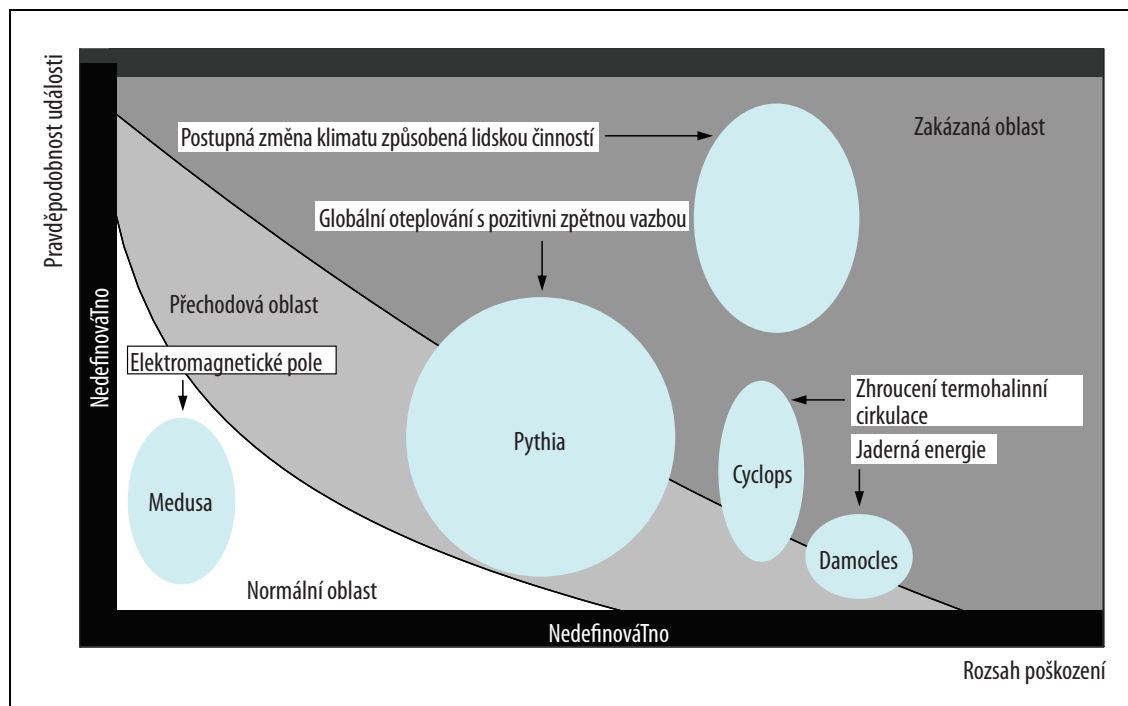 Pravděpodobnost události
NedefinováTno
Postupná změna klimatu způsobená lidskou činností
Zakázaná oblast
Globální oteplování s pozitivni zpětnou vazbou
Přechodová oblast
Elektromagnetické pole
Zhroucení termohalinní
cirkulace
Jaderná energie
Pythia
Cyclops
Medusa
Damocles
Normální oblast
NedefinováTno
Rozsah poškození